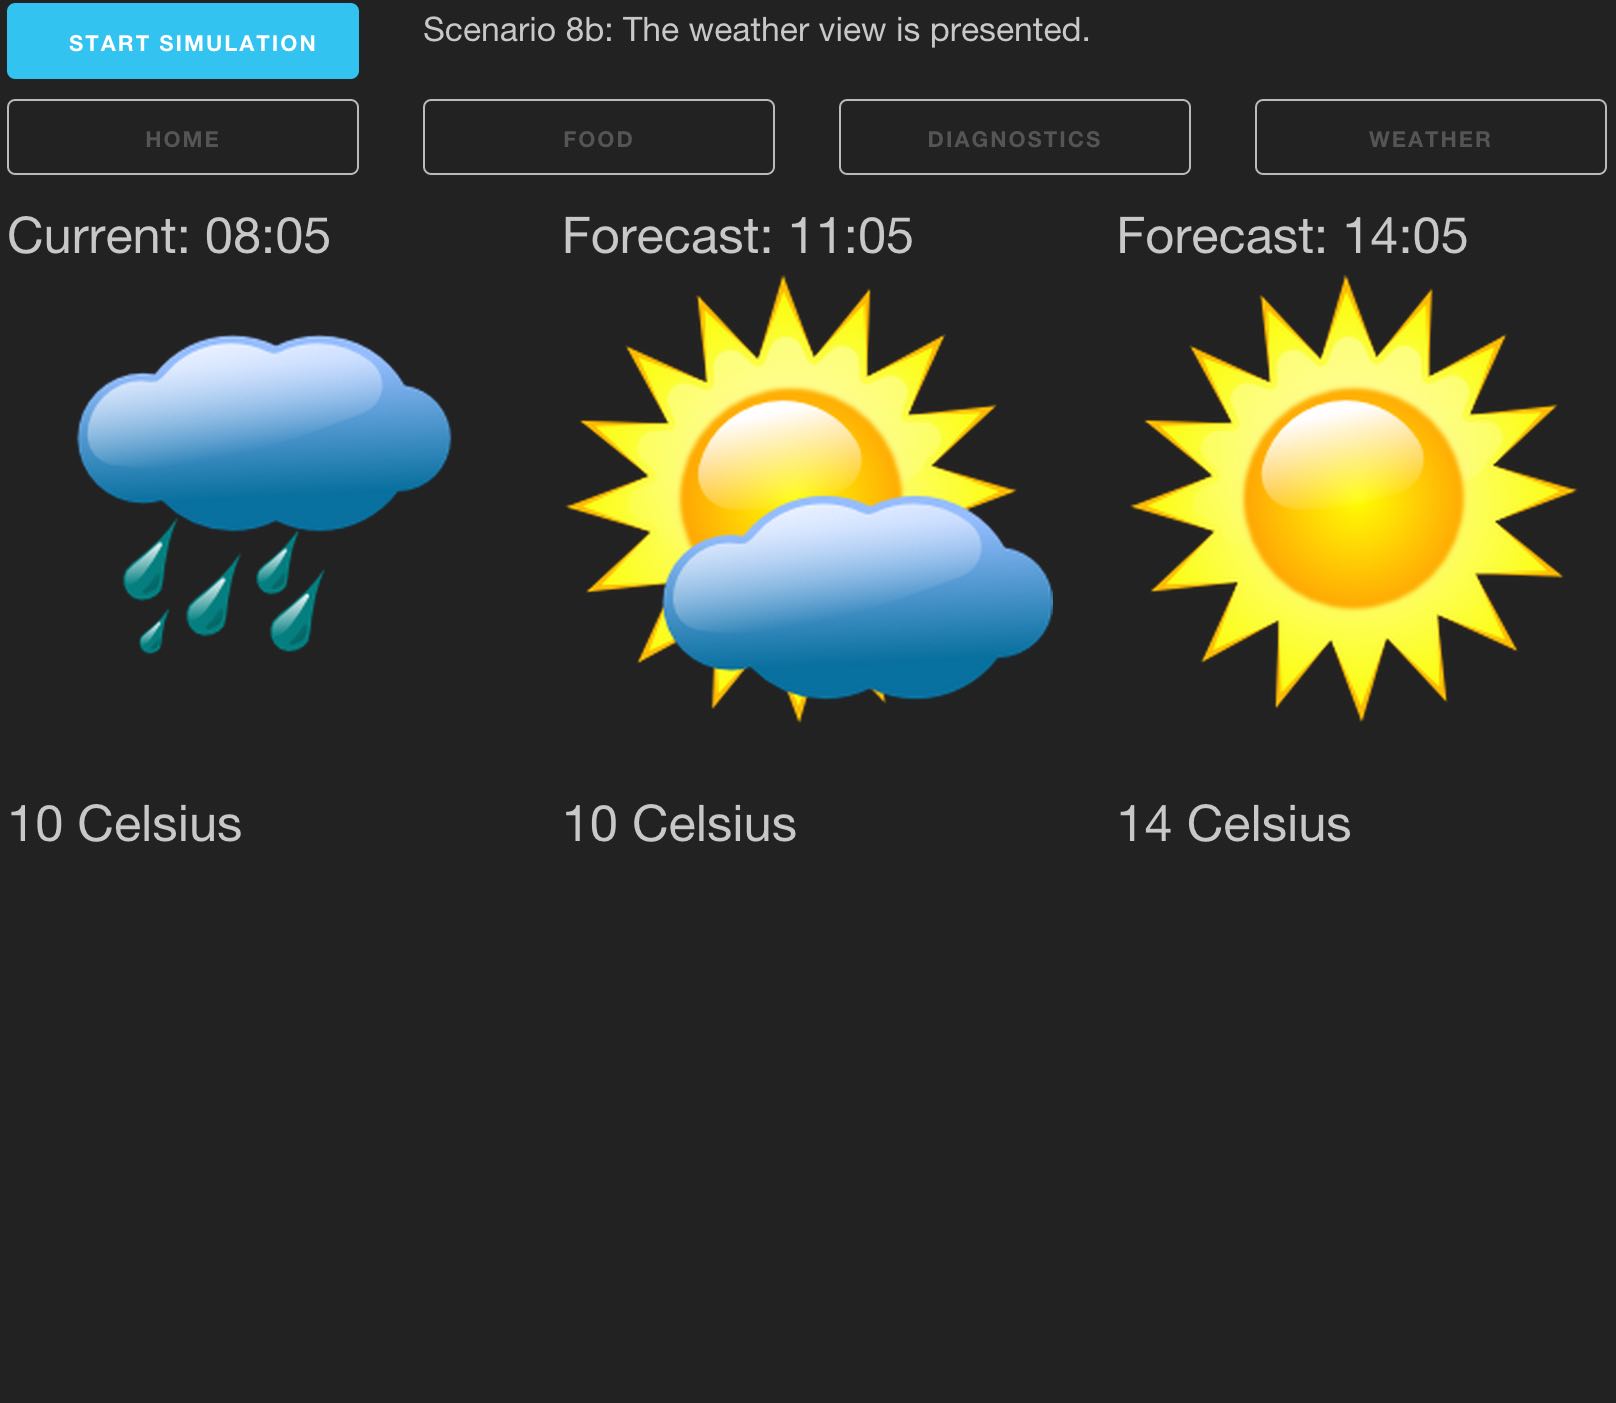 START SIMULATION
Scenario 8b: The weather view is presented.
HOME
FOOD
DIAGNOSTICS
WEATHER
Current: 08:05
Forecast: 11:05
Forecast: 14:05
10 Celsius
10 Celsius
14 Celsius